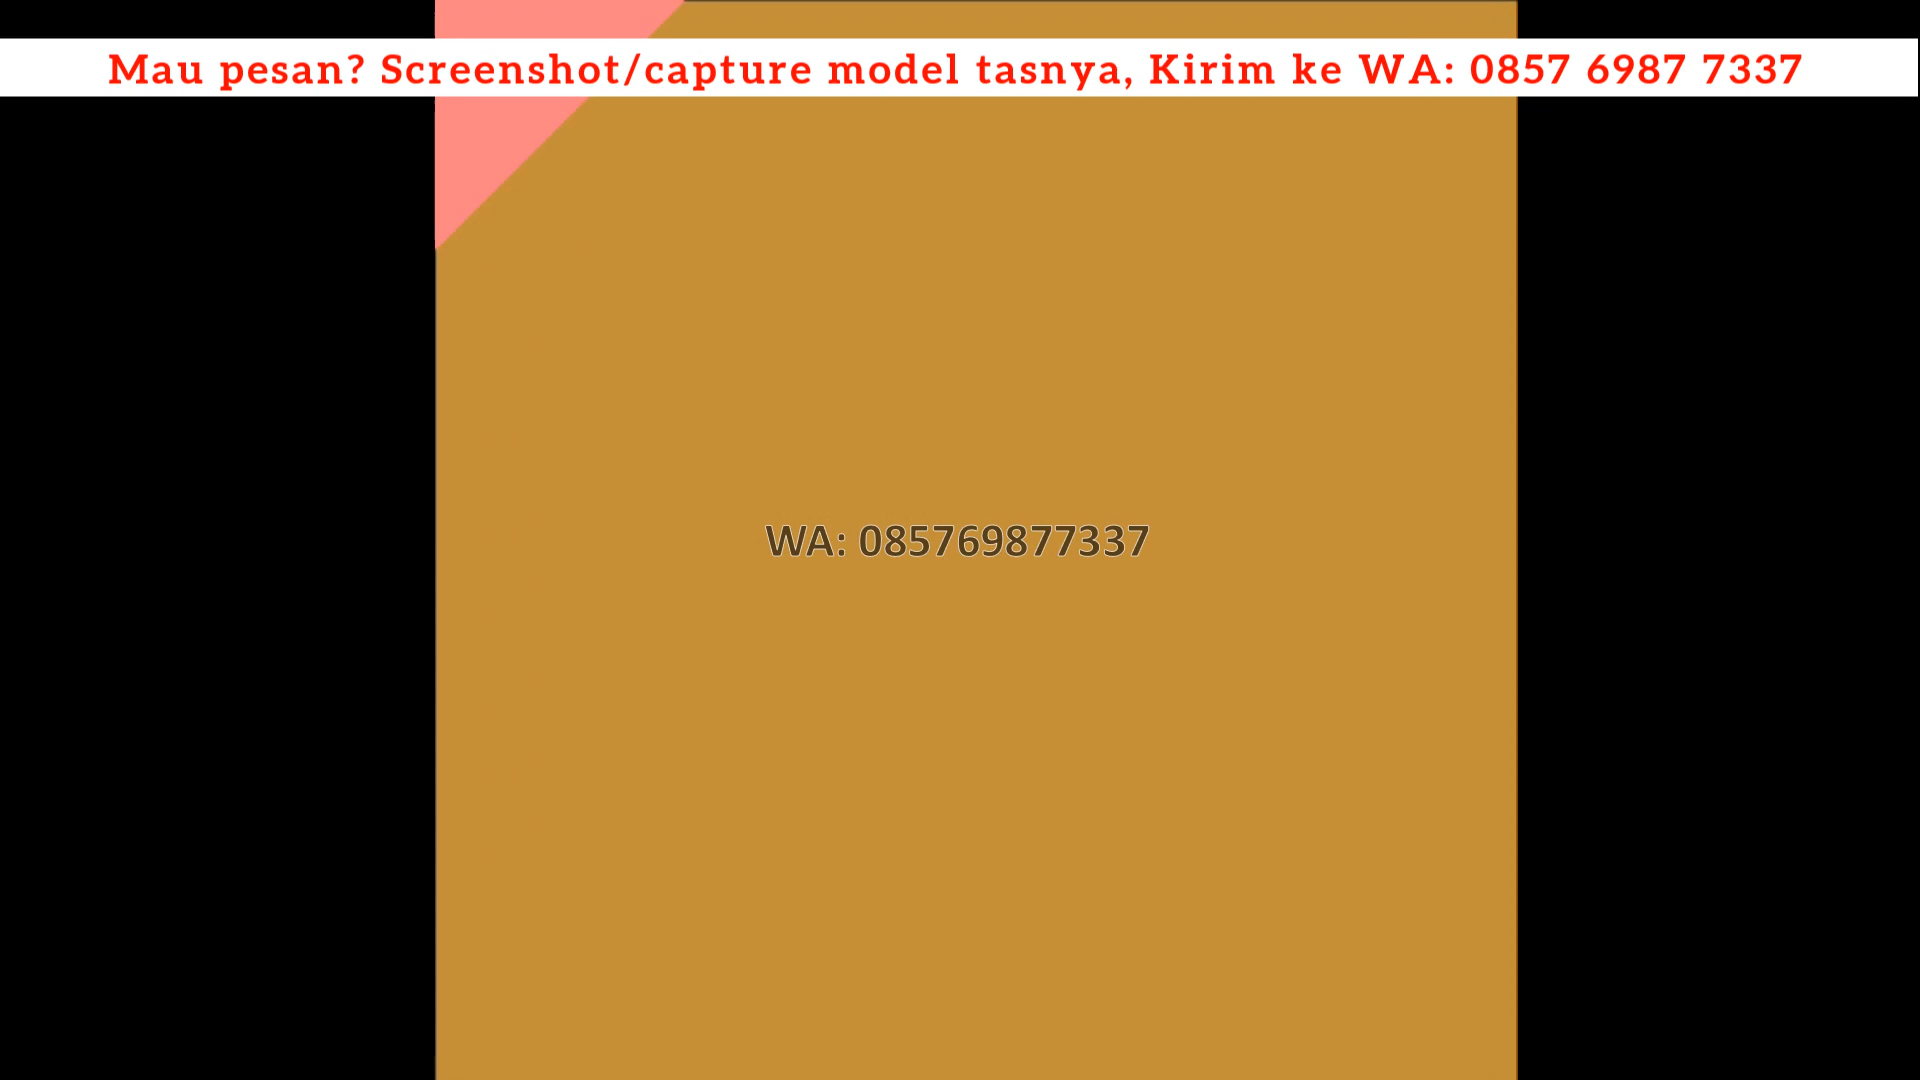 Mau pesan? Screenshot/capture model tasnya, Kirim ke WA: 0857 6987 7337
WA: 085769877337